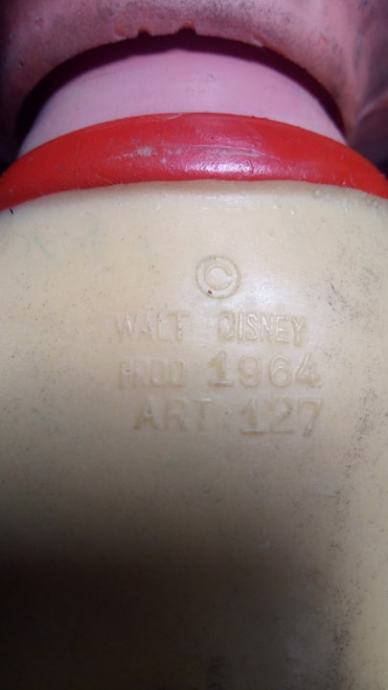 ©
WALT DISNEY
PROD 1964
ART 127